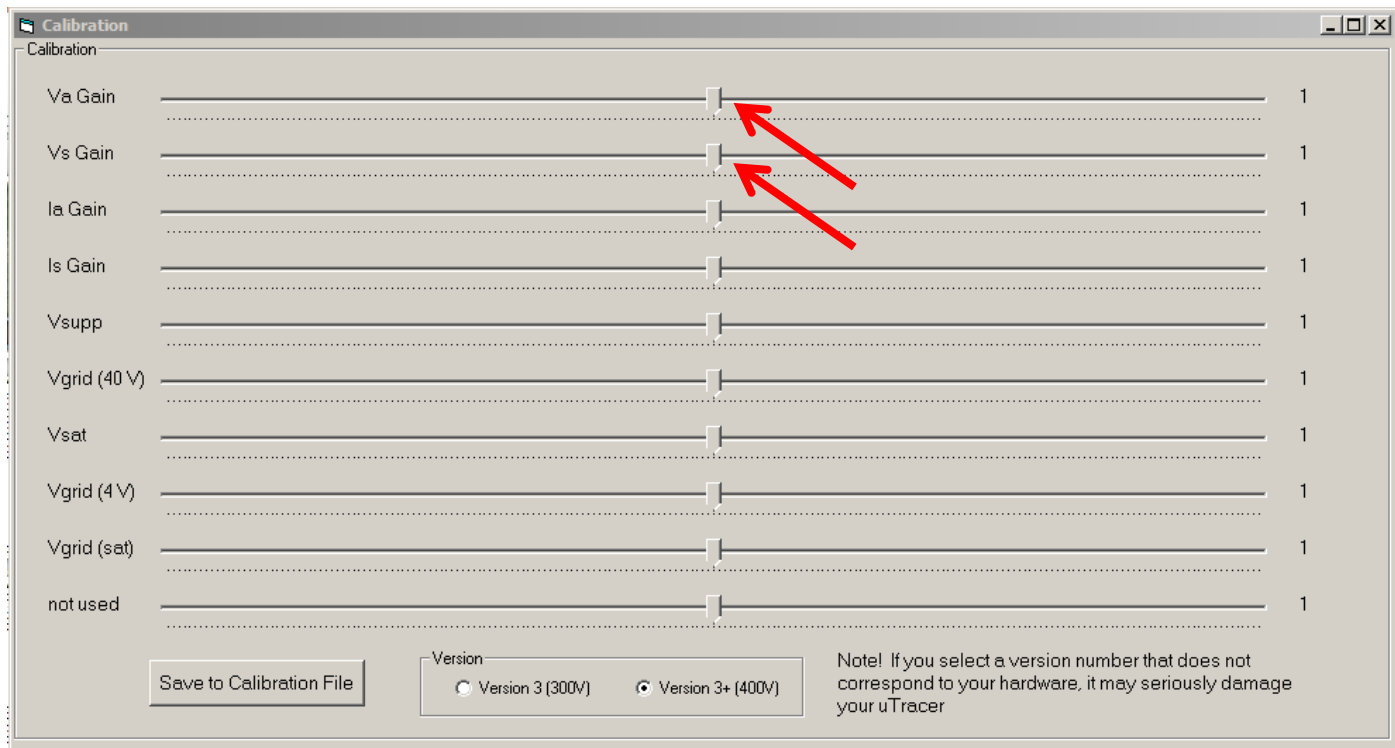 Calibration
Calibration
Va Gain 1
Vs Gain 1
Ia Gain 1
Is Gain 1
Vsupp 1
Vgrid (40 V) 1
Vsat 1
Vgrid (4 V) 1
Vgrid (sat) 1
not used 1
Save to Calibration File
Version
Version 3 (300V) Version 3+ (400V)
Note! If you select a version number that does not
correspond to your hardware, it may seriously damage
your uTracer